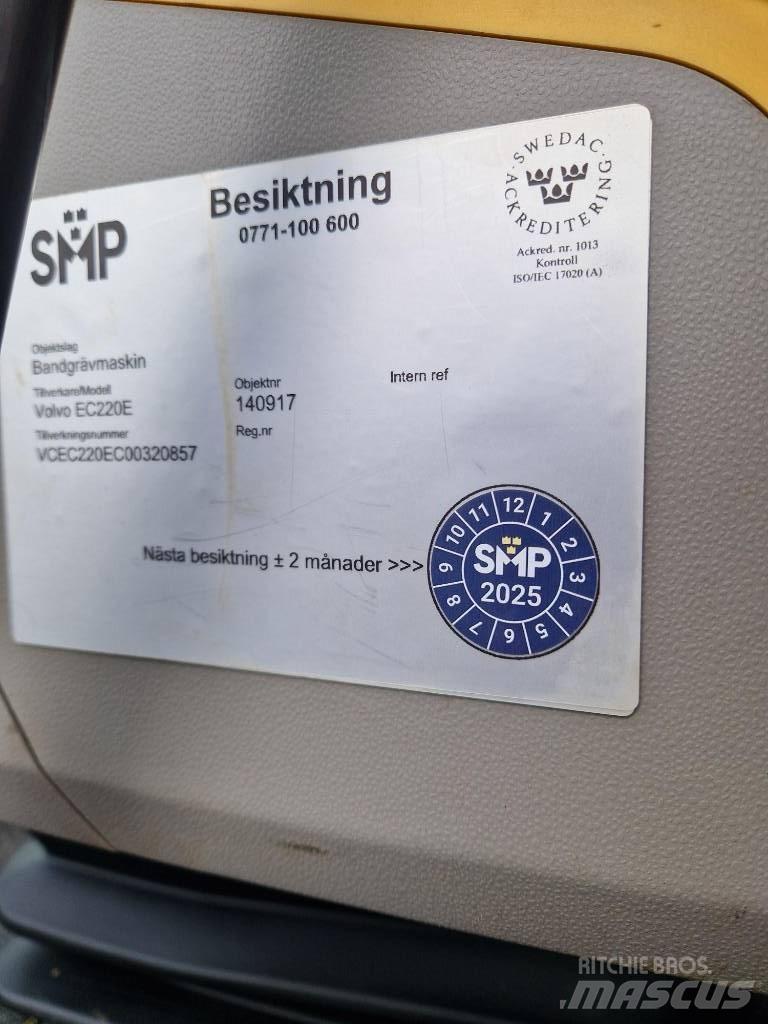 SMP
Besiktning
0771-100 600
SWEDAC
ACKREDITERING
Ackred. nr. 1013
Kontroll
ISO/IEC 17020 (A)
Objektslag
Bandgrävmaskin
Tillverkare/Modell
Volvo EC220E
Tillverkningsnummer
VCEC220EC00320857
Objektnr
140917
Reg.nr
Intern ref
Nästa besiktning ± 2 månader >>>
12 1 2 3 4 5 6 7 8 9 10 11
SMP
2025
RITCHIE BROS.
MASCUS